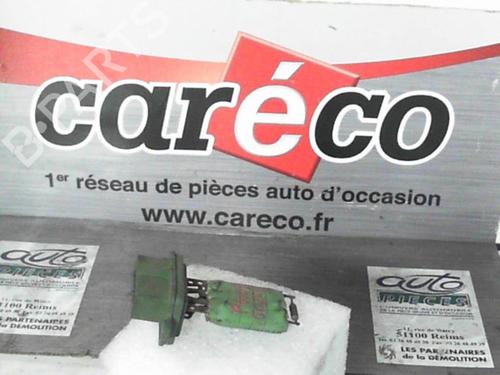 caréco
1er réseau de pièces auto d'occasion
www.careco.fr
B-PARTS
auto
PIECES
51100 Reims
PARTENAIRES
de la DÉMOLITION
auto
PIECES
51100 Reims
LES PARTENAIRES
de la DÉMOLITION